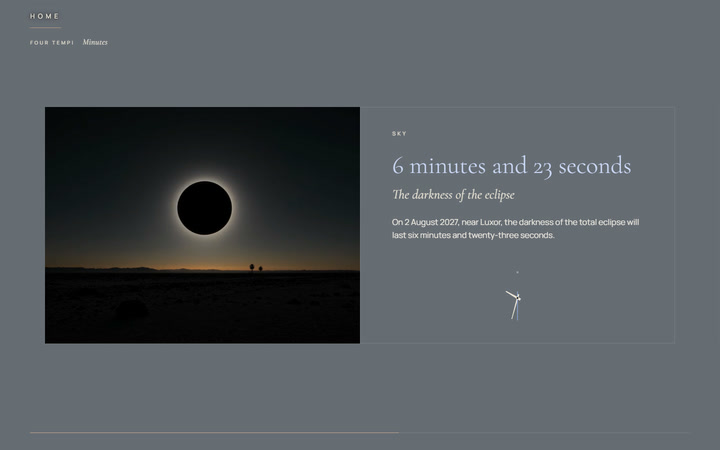 HOME
FOUR TEMPI Minutes
SKY
6 minutes and 23 seconds
The darkness of the eclipse
On 2 August 2027, near Luxor, the darkness of the total eclipse will
last six minutes and twenty-three seconds.